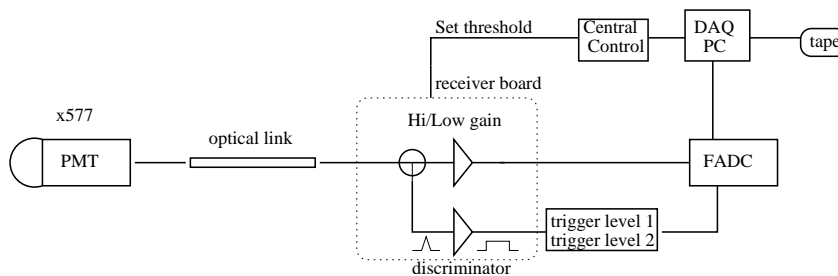 Set threshold
Central
Control
DAQ
PC
tape
receiver board
x577
Hi/Low gain
optical link
PMT
FADC
trigger level 1
trigger level 2
discriminator